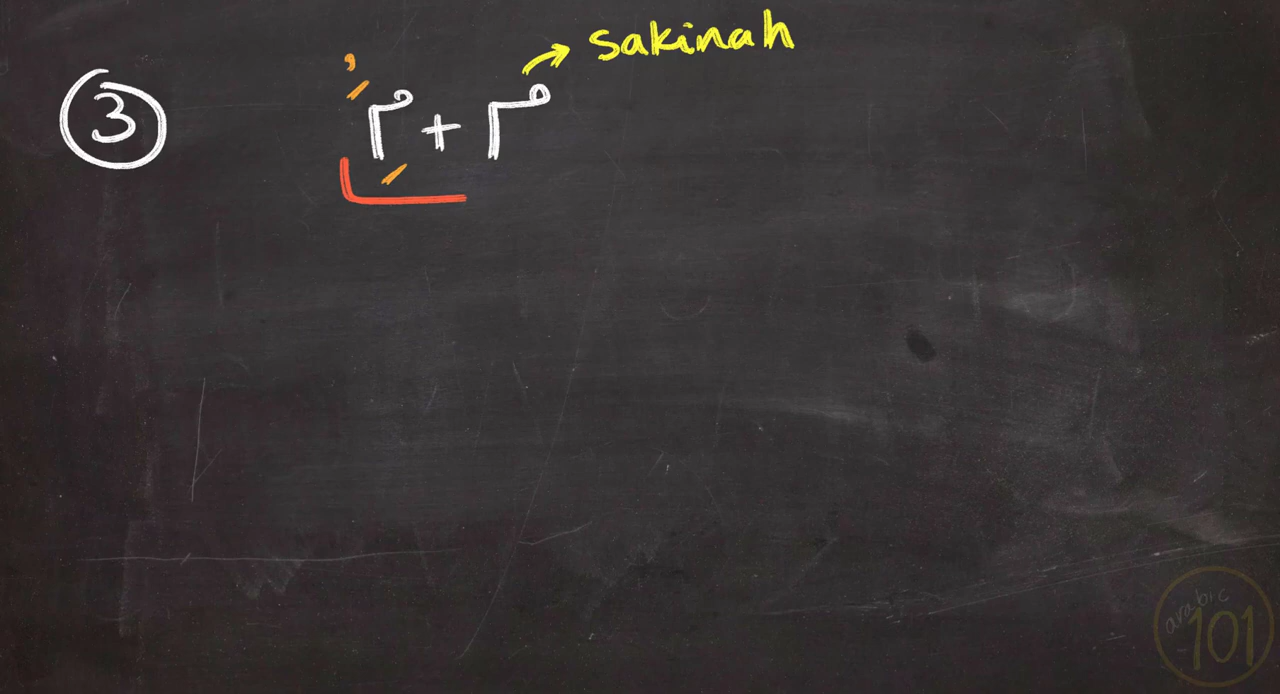 sakinah
3 م + م
arabic 101